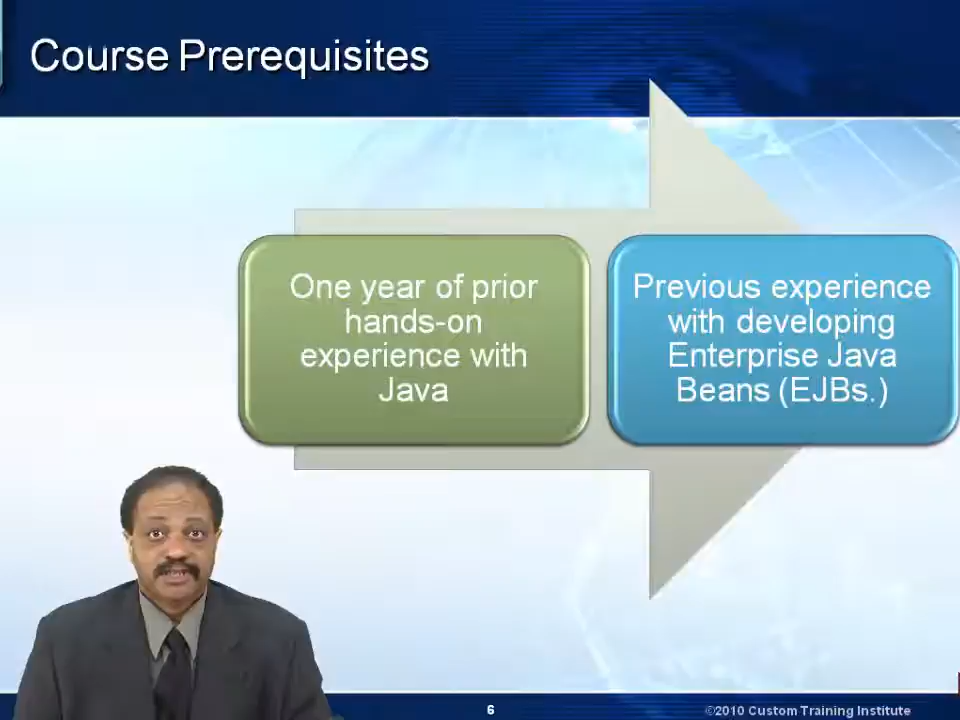 Course Prerequisites
One year of prior
hands-on
experience with
Java
Previous experience
with developing
Enterprise Java
Beans (EJBs.)
6
©2010 Custom Training Institute